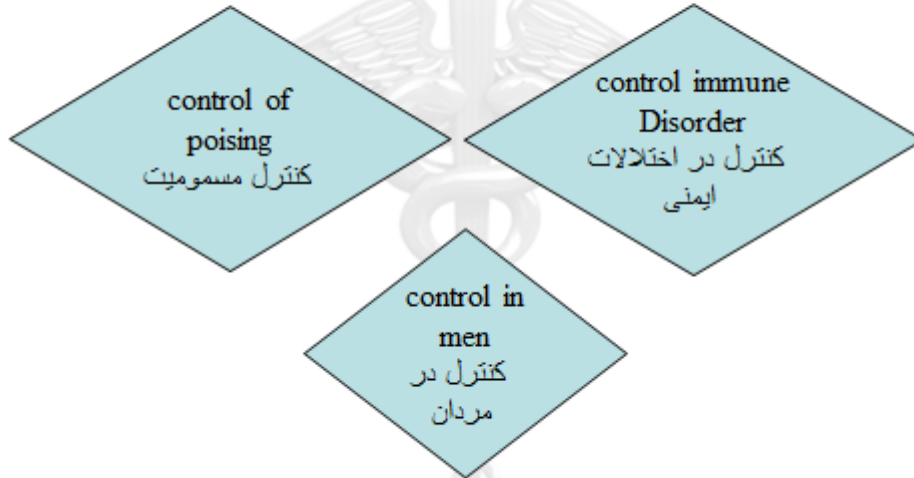 control of
poising
کنترل مسمومیت
control immune
Disorder
کنترل در اختلالات
ایمنی
control in
men
کنترل در
مردان